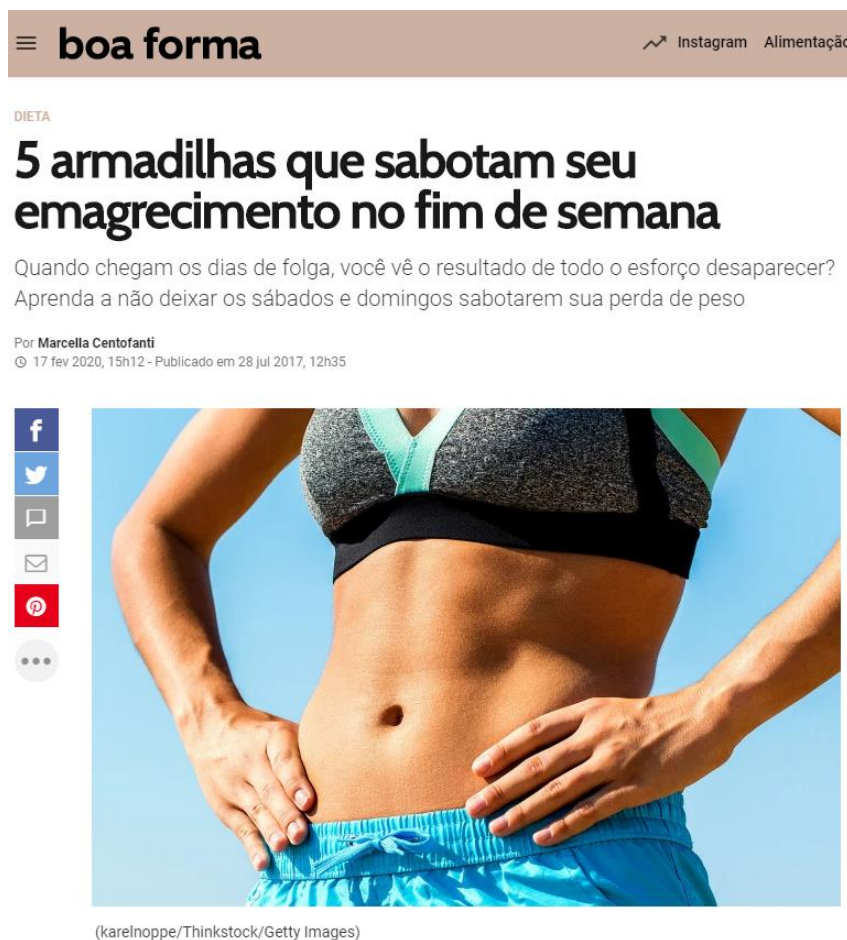 boa forma
Instagram Alimentação
DIETA
5 armadilhas que sabotam seu
emagrecimento no fim de semana
Quando chegam os dias de folga, você vê o resultado de todo o esforço desaparecer?
Aprenda a não deixar os sábados e domingos sabotarem sua perda de peso
Por Marcella Centofanti
17 fev 2020, 15h12 - Publicado em 28 jul 2017, 12h35
(karelnoppe/Thinkstock/Getty Images)